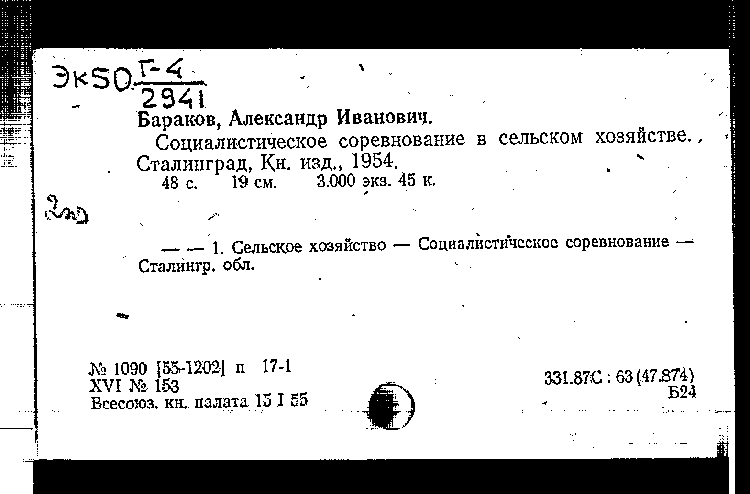 Эк50 Г-4
2941
Бараков, Александр Иванович.
Социалистическое соревнование в сельском хозяйстве.
Сталинград, Кн. изд., 1954.
48 с. 19 см. 3.000 экз. 45 к.
— — 1. Сельское хозяйство — Социалистическое соревнование —
Сталингр. обл.
№ 1090 [55-1202] п 17-1
XVI № 153
Всесоюз. кн. палата 15 I 55
331.87С : 63 (47.874)
Б24